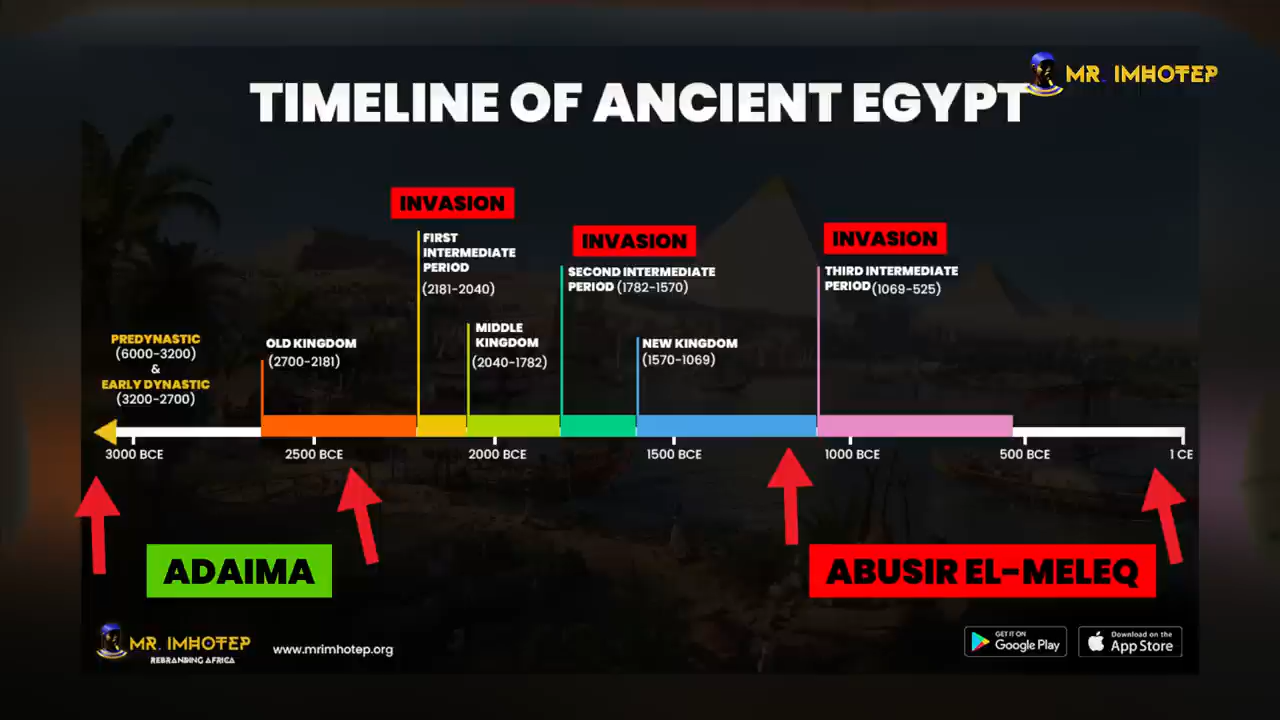 MR. IMHOTEP
TIMELINE OF ANCIENT EGYPT
INVASION
FIRST
INTERMEDIATE
PERIOD
(2181-2040)
INVASION
SECOND INTERMEDIATE
PERIOD (1782-1570)
INVASION
THIRD INTERMEDIATE
PERIOD (1069-525)
PREDYNASTIC
(6000-3200)
&
EARLY DYNASTIC
(3200-2700)
OLD KINGDOM
(2700-2181)
MIDDLE
KINGDOM
(2040-1782)
NEW KINGDOM
(1570-1069)
3000 BCE
2500 BCE
2000 BCE
1500 BCE
1000 BCE
500 BCE
1 CE
ADAIMA
ABUSIR EL-MELEQ
MR. IMHOTEP
REBRANDING AFRICA
www.mrimhotep.org
GET IT ON
Google Play
Download on the
App Store